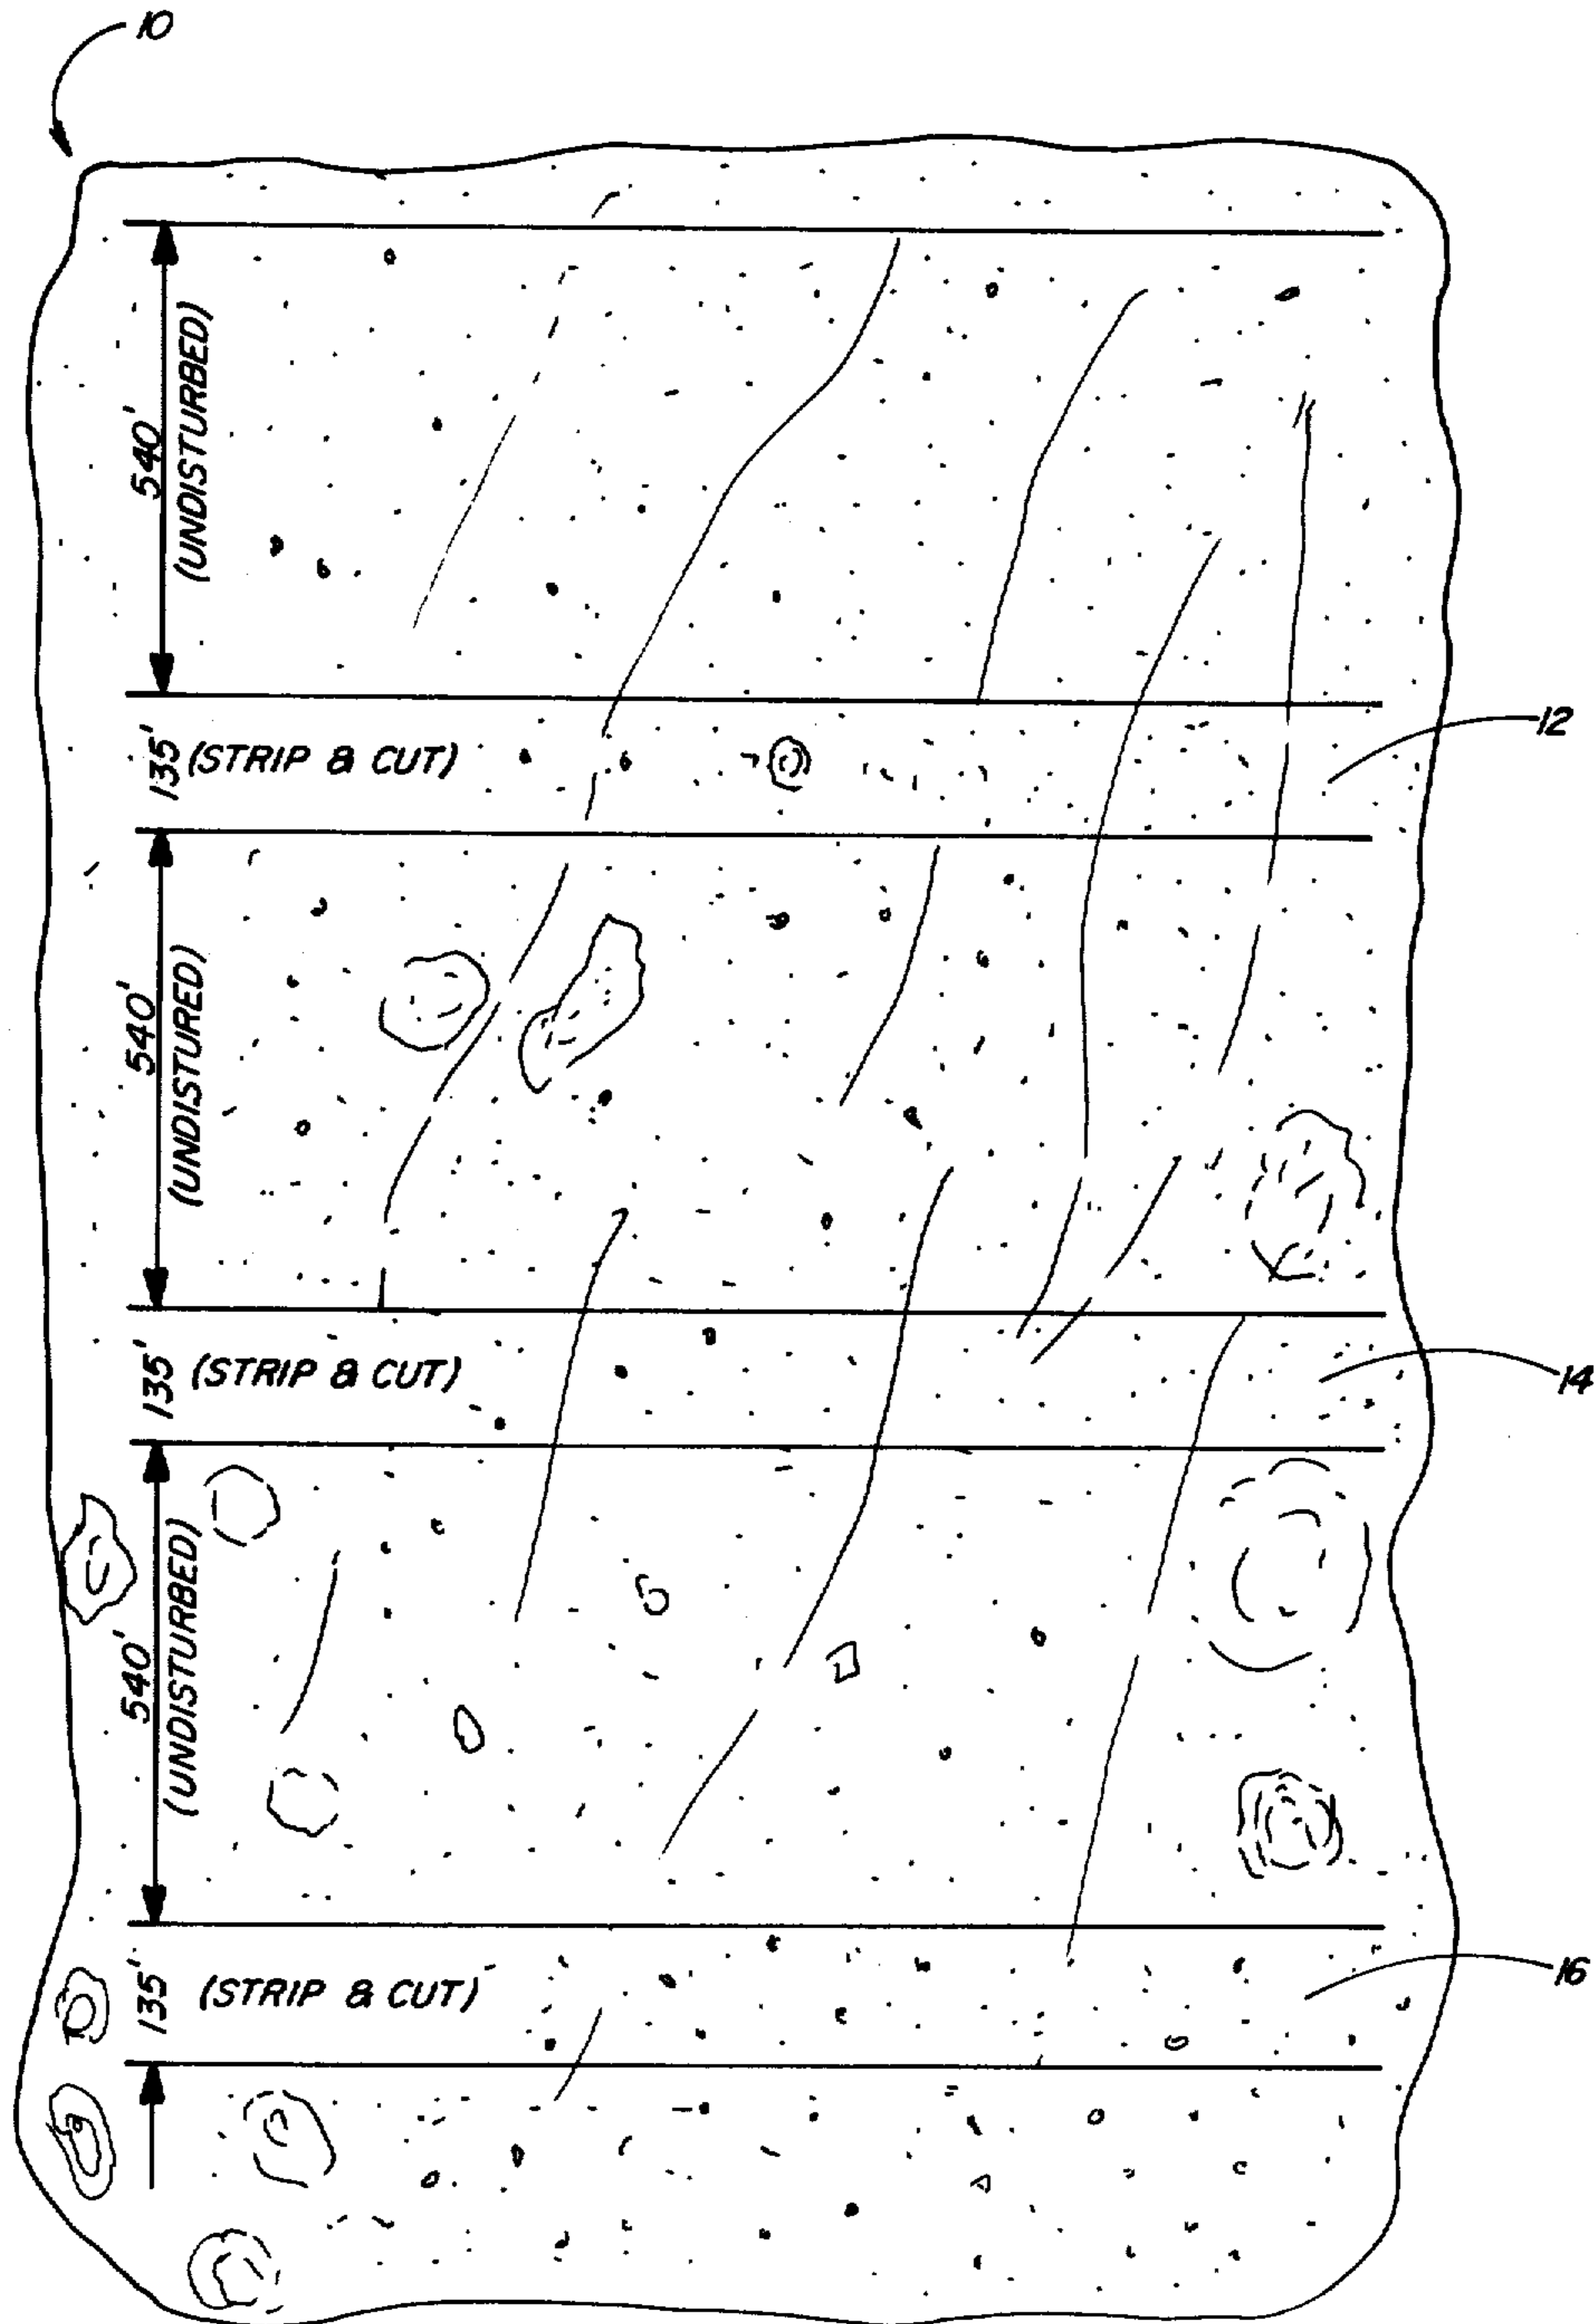 10
540'
(UNDISTURBED)
135' (STRIP & CUT)
12
540'
(UNDISTURED)
135' (STRIP & CUT)
14
540'
(UNDISTURBED)
135' (STRIP & CUT)
16